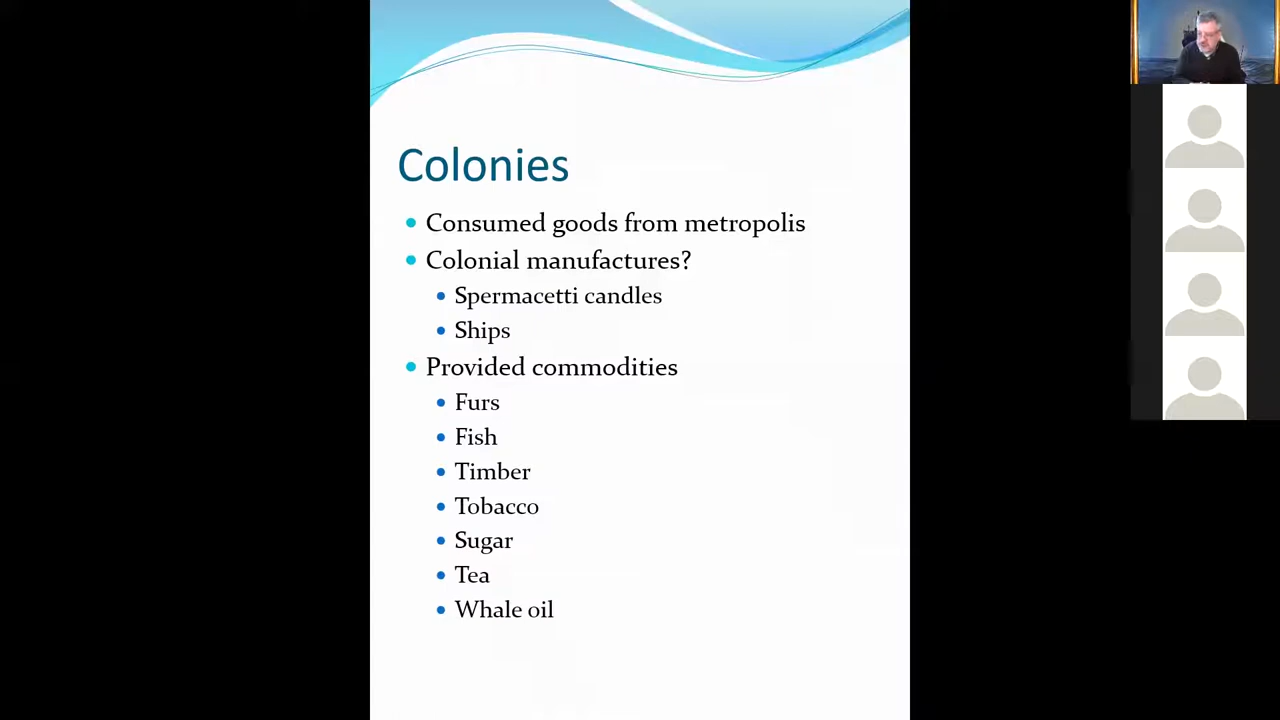 Colonies
Consumed goods from metropolis
Colonial manufactures?
Spermacetti candles
Ships
Provided commodities
Furs
Fish
Timber
Tobacco
Sugar
Tea
Whale oil